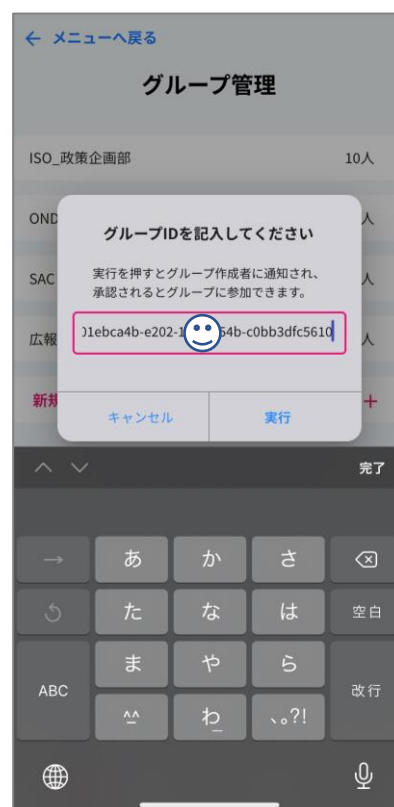 ← メニューへ戻る
グループ管理
ISO_政策企画部 10人
OND 人
グループIDを記入してください
SAC 人
実行を押すとグループ作成者に通知され、
承認されるとグループに参加できます。
広報 人
01ebca4b-e202-1 54b-c0bb3dfc5610
新規 +
キャンセル 実行
完了
→ あ か さ
た な は 空白
ABC ま や ら 改行
^^ わ_ 、。?!